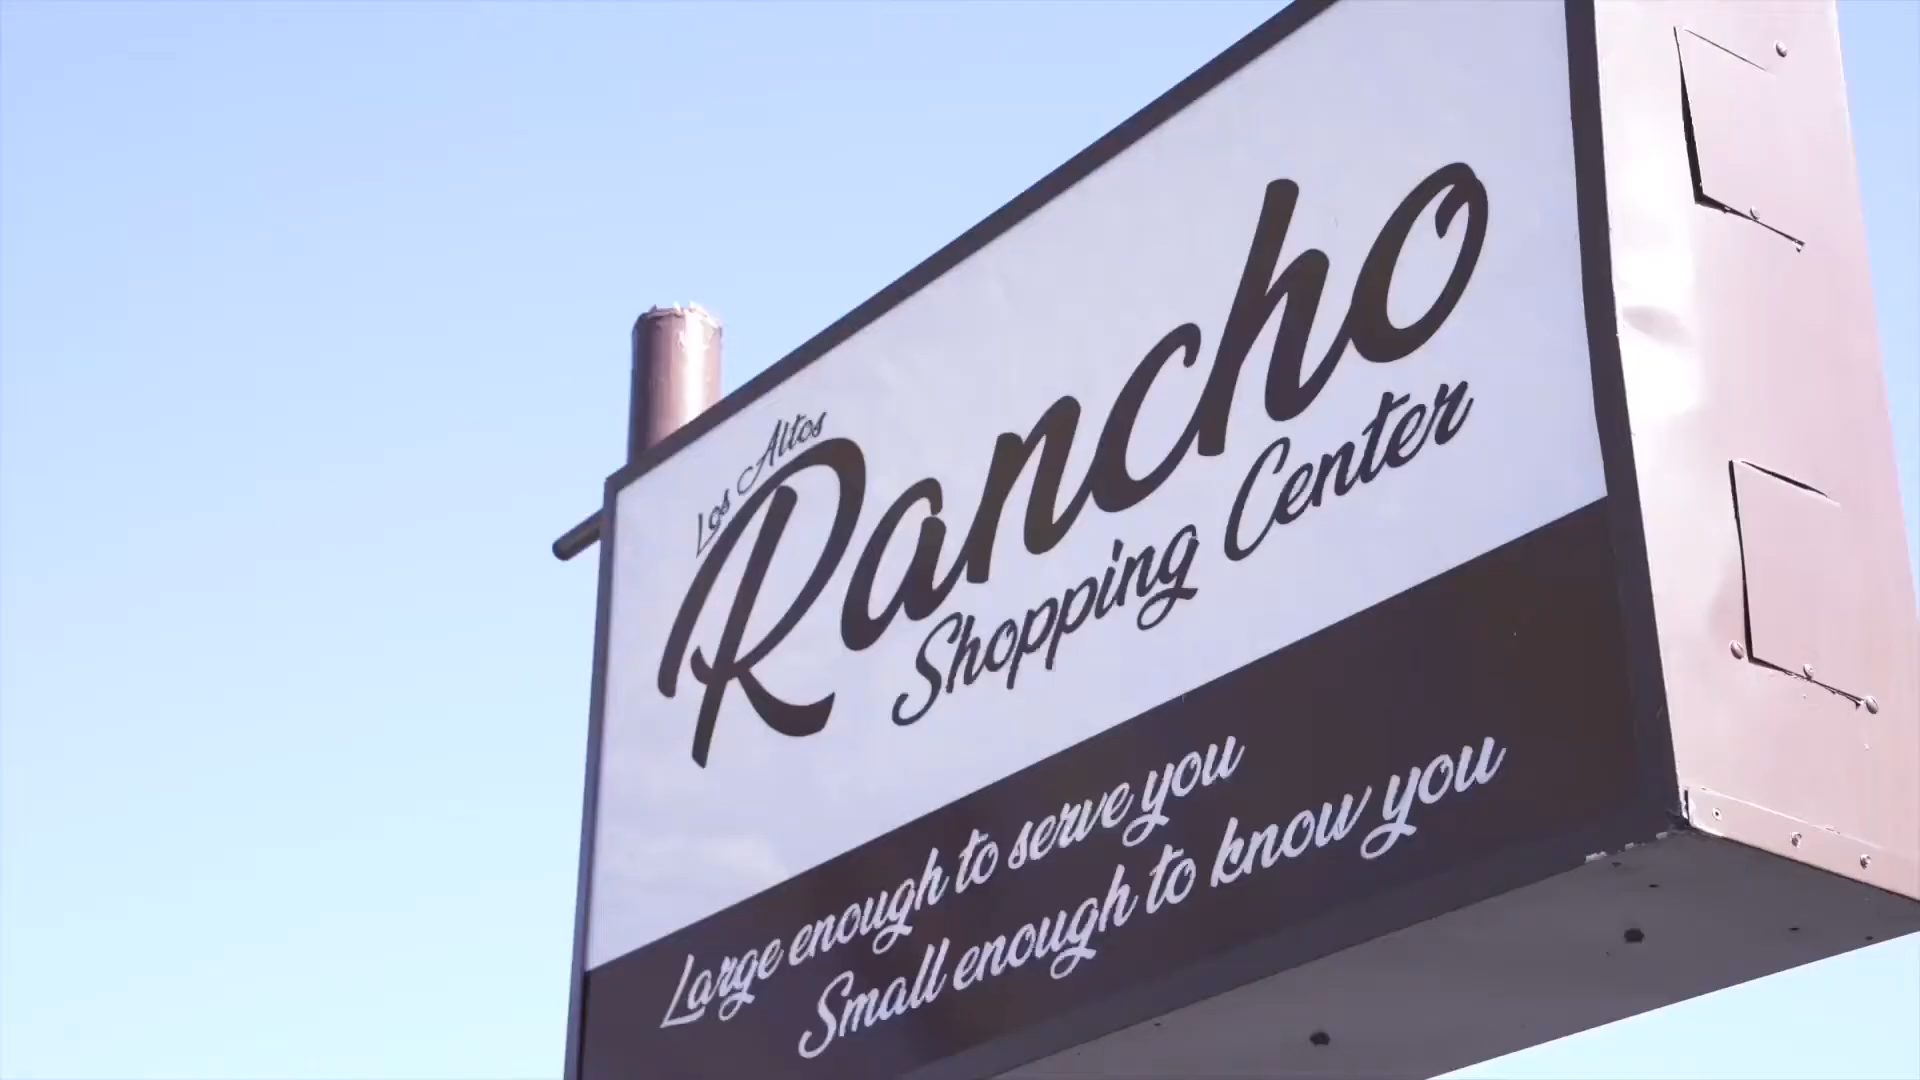 Los Altos
Rancho
Shopping Center
Large enough to serve you
Small enough to know you